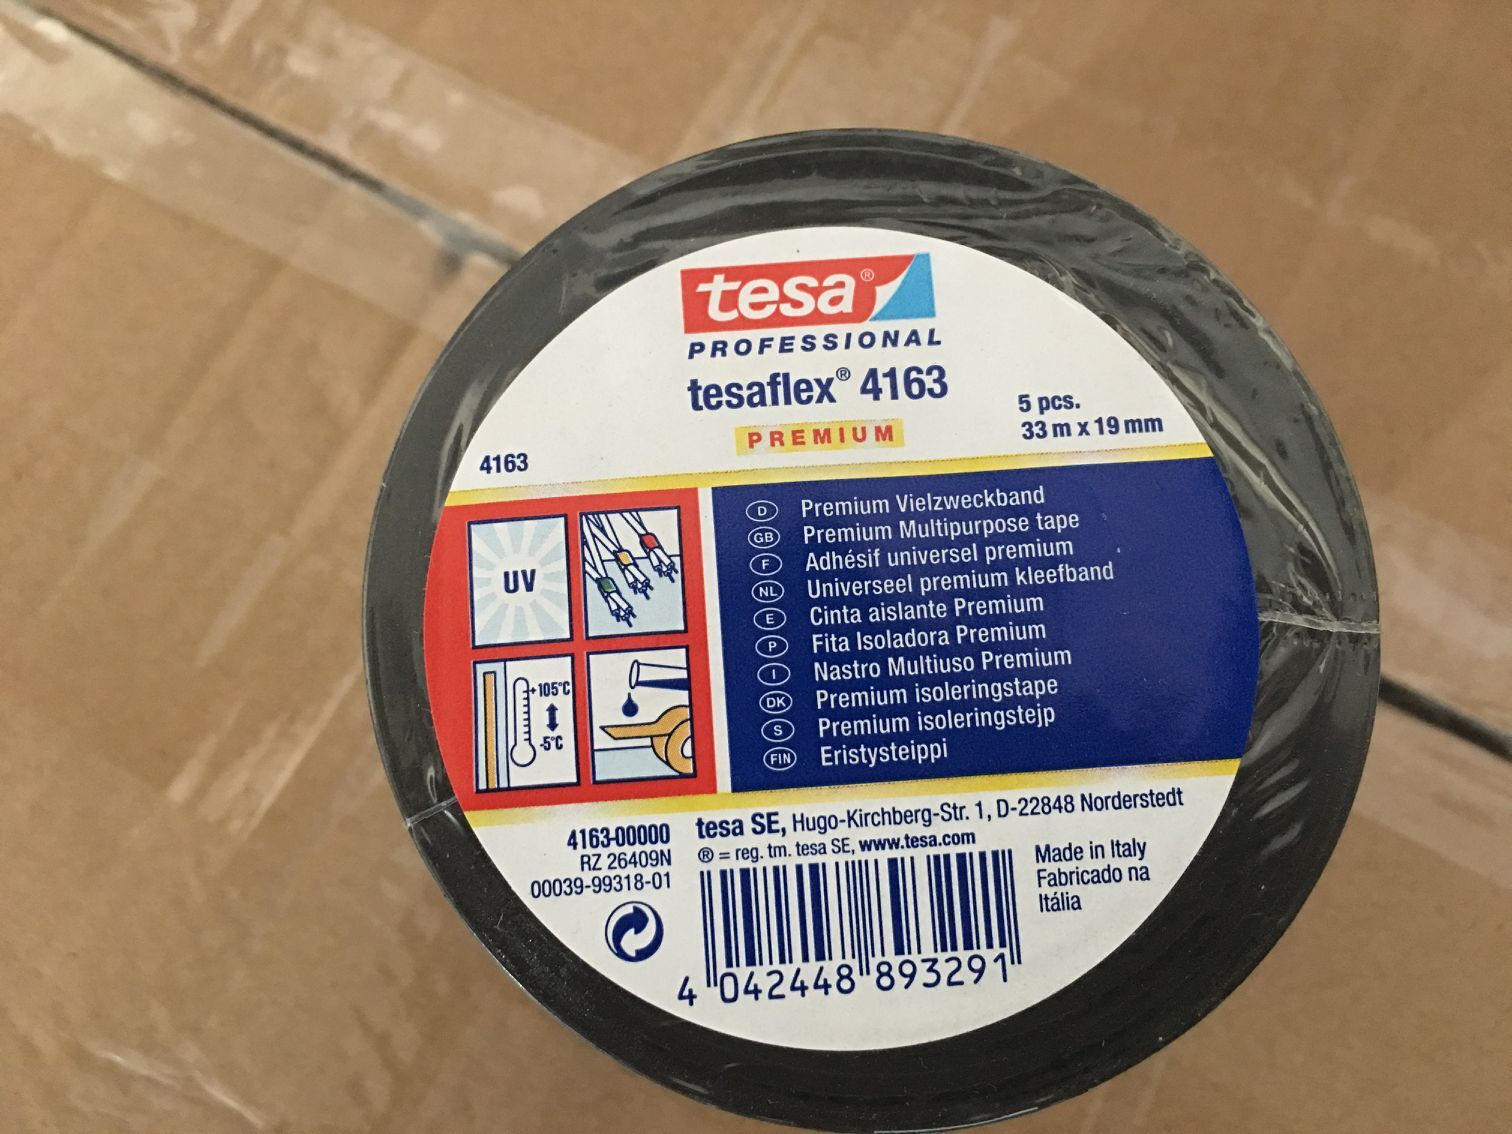 tesa®
PROFESSIONAL
tesaflex® 4163
PREMIUM
5 pcs.
33 m x 19 mm
4163
UV
+105°C
-5°C
D Premium Vielzweckband
GB Premium Multipurpose tape
F Adhésif universel premium
NL Universeel premium kleefband
E Cinta aislante Premium
P Fita Isoladora Premium
I Nastro Multiuso Premium
DK Premium isoleringstape
S Premium isoleringstejp
FIN Eristysteippi
4163-00000
RZ 26409N
00039-99318-01
tesa SE, Hugo-Kirchberg-Str. 1, D-22848 Norderstedt
® = reg. tm. tesa SE, www.tesa.com
Made in Italy
Fabricado na
Itália
4 042448 893291